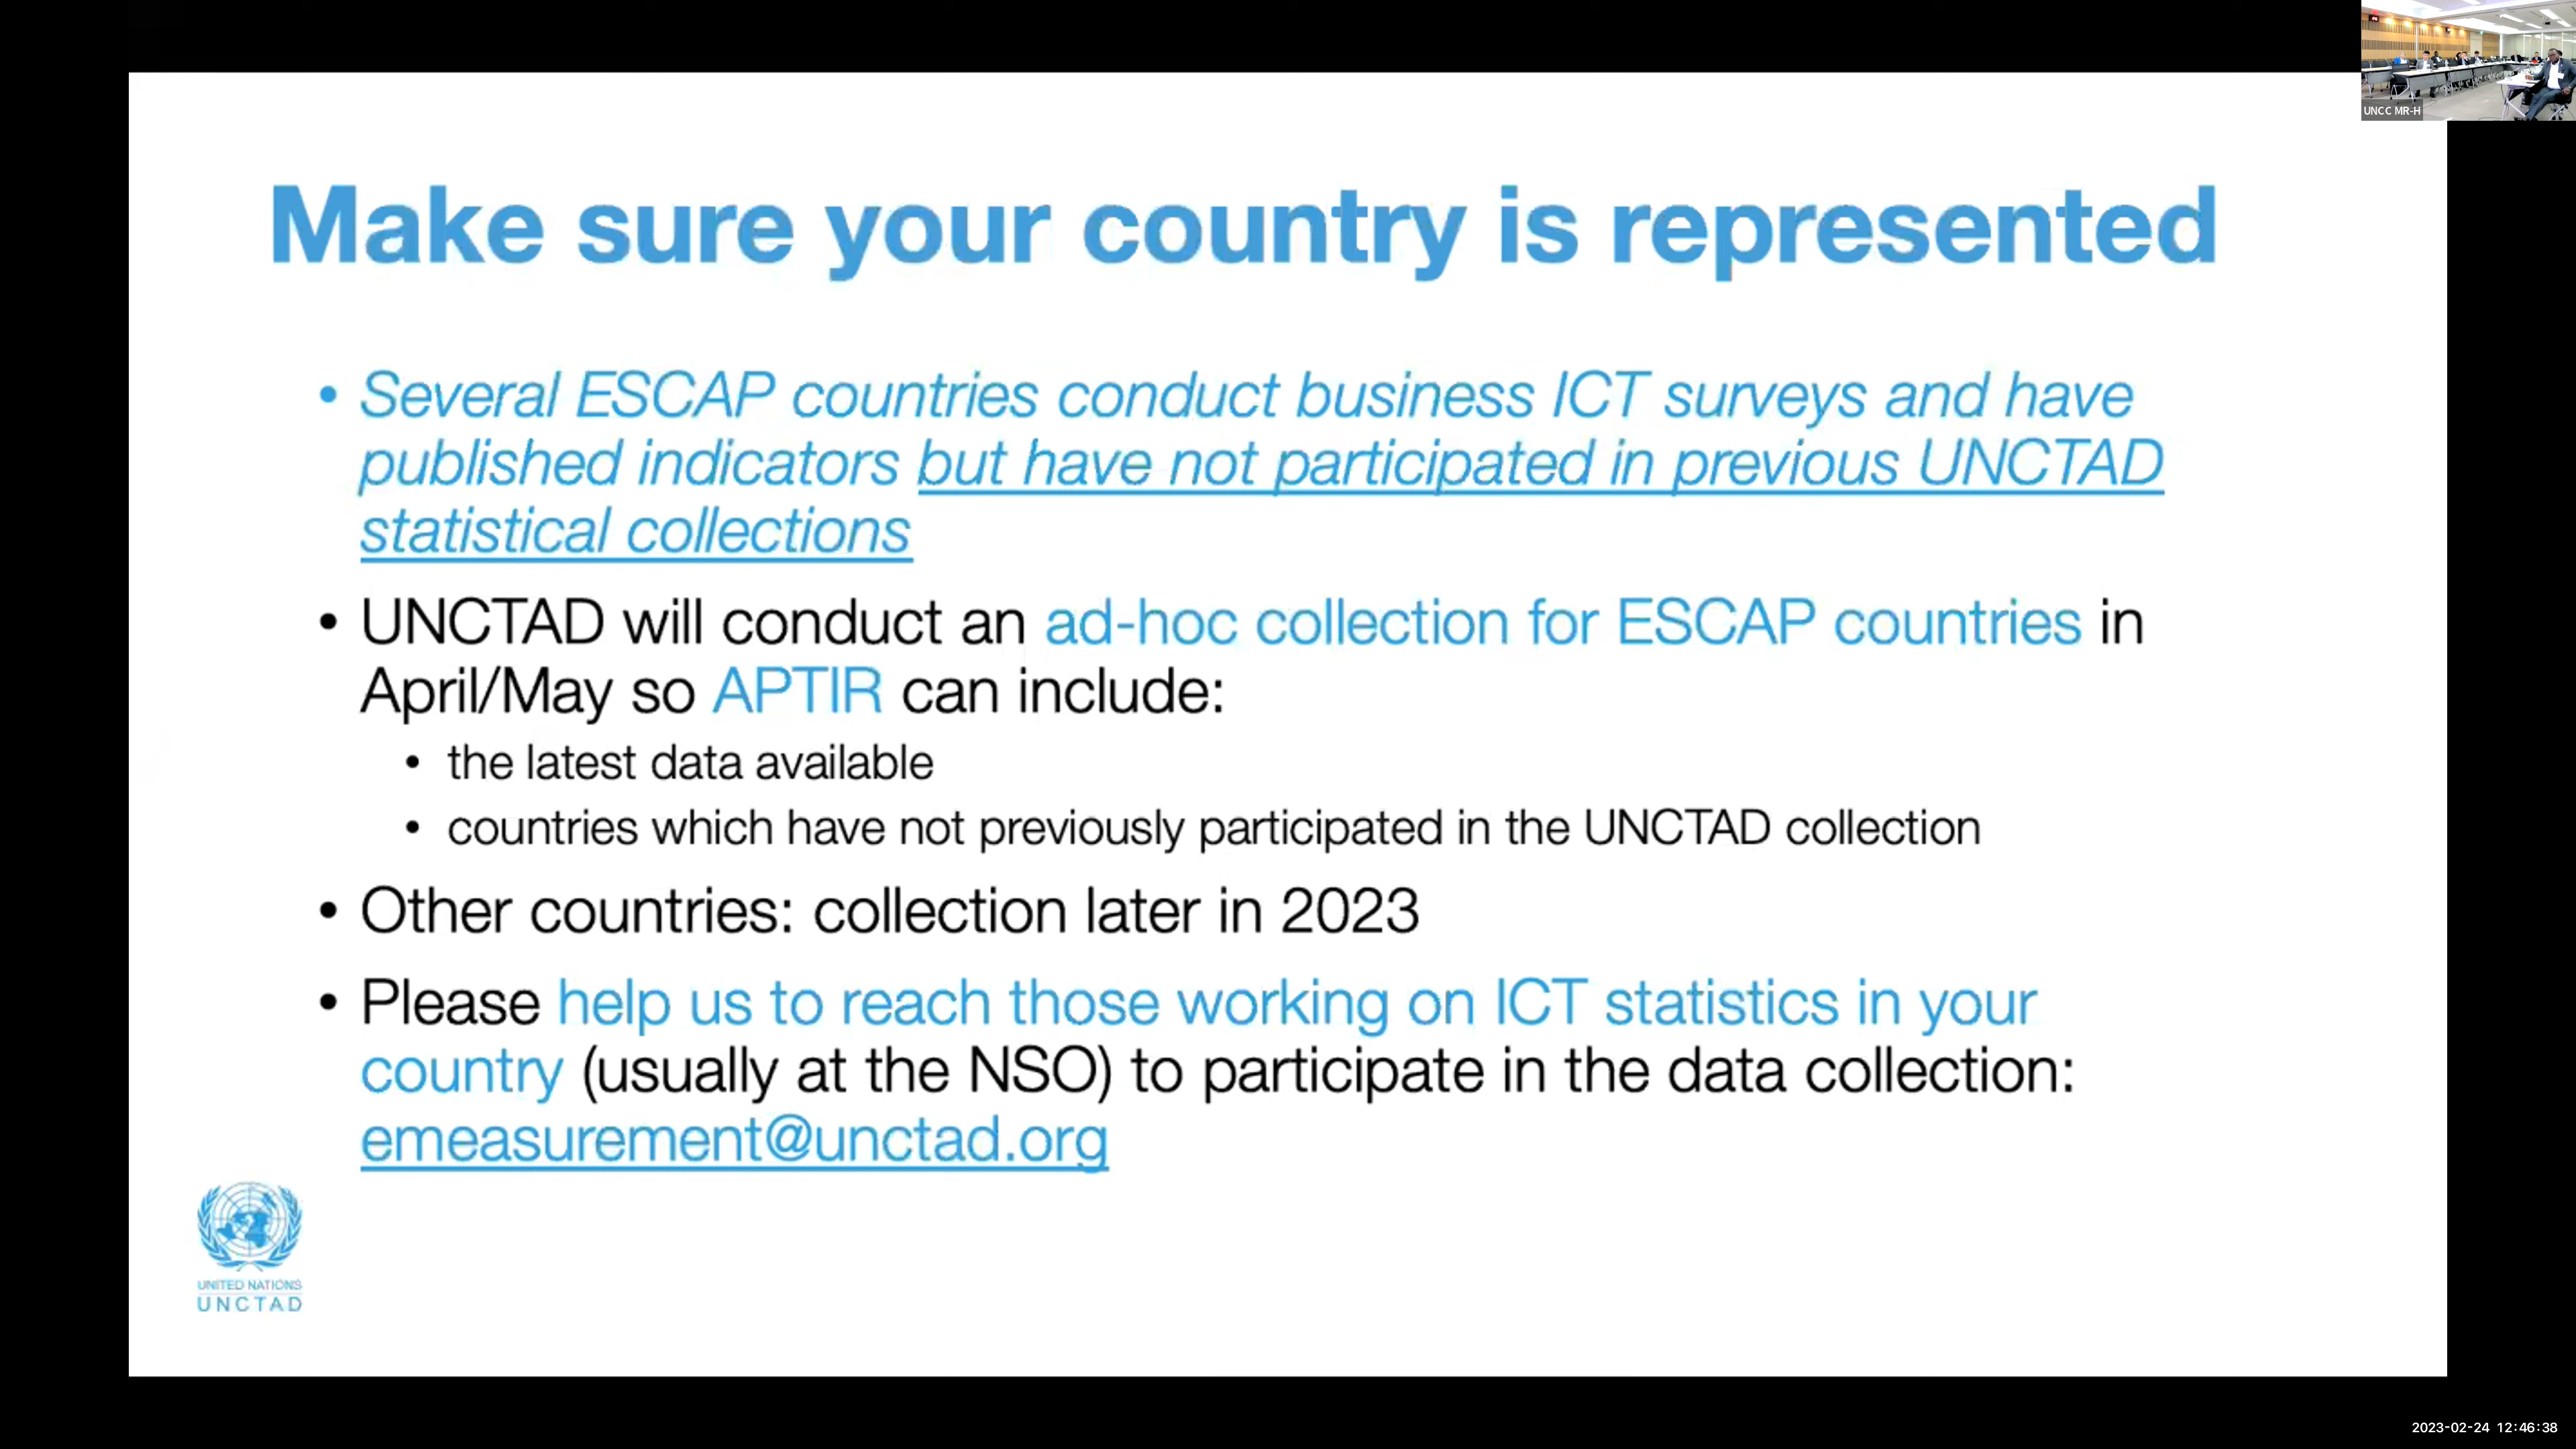 UNCC MR-H
Make sure your country is represented
• Several ESCAP countries conduct business ICT surveys and have
published indicators but have not participated in previous UNCTAD
statistical collections
• UNCTAD will conduct an ad-hoc collection for ESCAP countries in
April/May so APTIR can include:
• the latest data available
• countries which have not previously participated in the UNCTAD collection
• Other countries: collection later in 2023
• Please help us to reach those working on ICT statistics in your
country (usually at the NSO) to participate in the data collection:
emeasurement@unctad.org
UNITED NATIONS
UNCTAD
2023-02-24 12:46:38